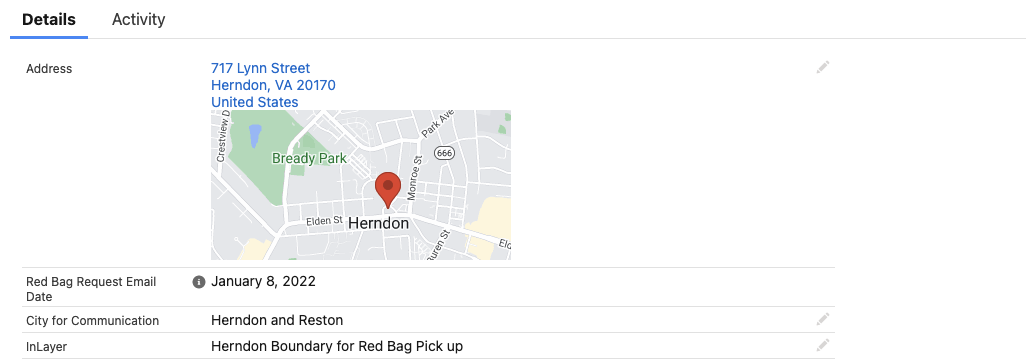 Details
Activity
Address
717 Lynn Street
Herndon, VA 20170
United States
Crestview D
Park Ave
666
Bready Park
Monroe St
Elden St
Herndon
Buren St
Eld
Red Bag Request Email
Date
January 8, 2022
City for Communication
Herndon and Reston
InLayer
Herndon Boundary for Red Bag Pick up